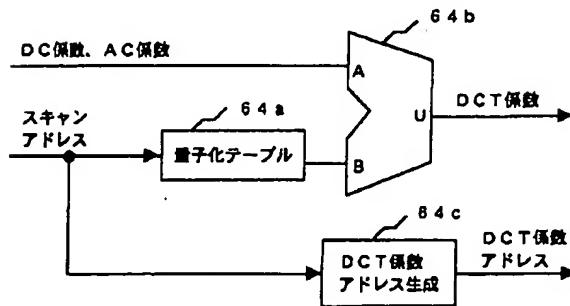 64b
DC係数、AC係数
A
U
DCT係数
スキャン
アドレス
64a
量子化テーブル
B
64c
DCT係数
アドレス生成
DCT係数
アドレス